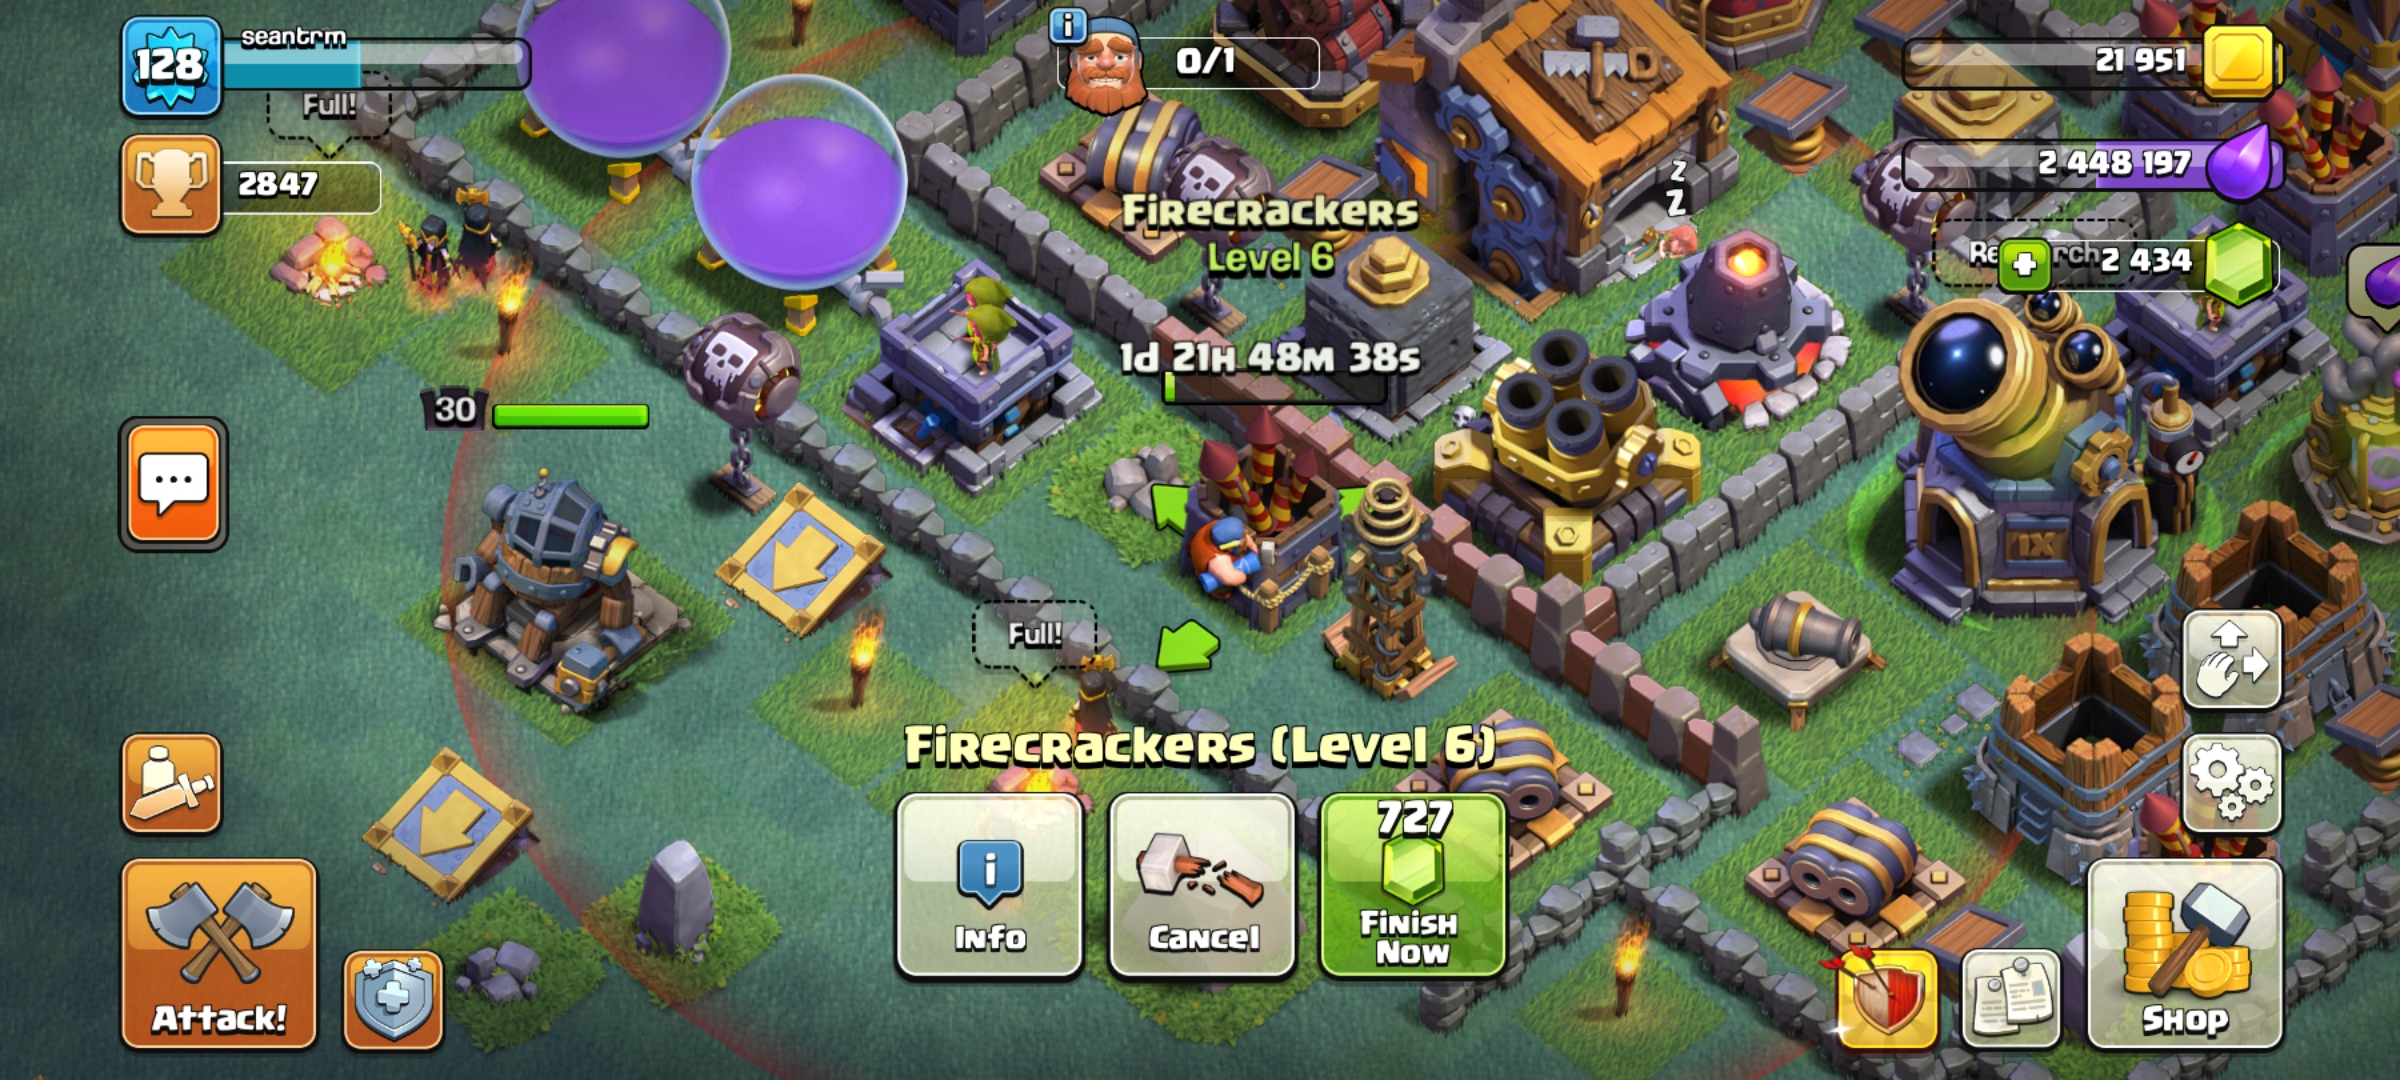 128
seantrm
Full!
2847
0/1
21 951
2 448 197
2 434
z
z
Firecrackers
Level 6
1d 21H 48M 38s
30
IX
Full!
Firecrackers (Level 6)
Info
Cancel
727
Finish
Now
Attack!
Shop